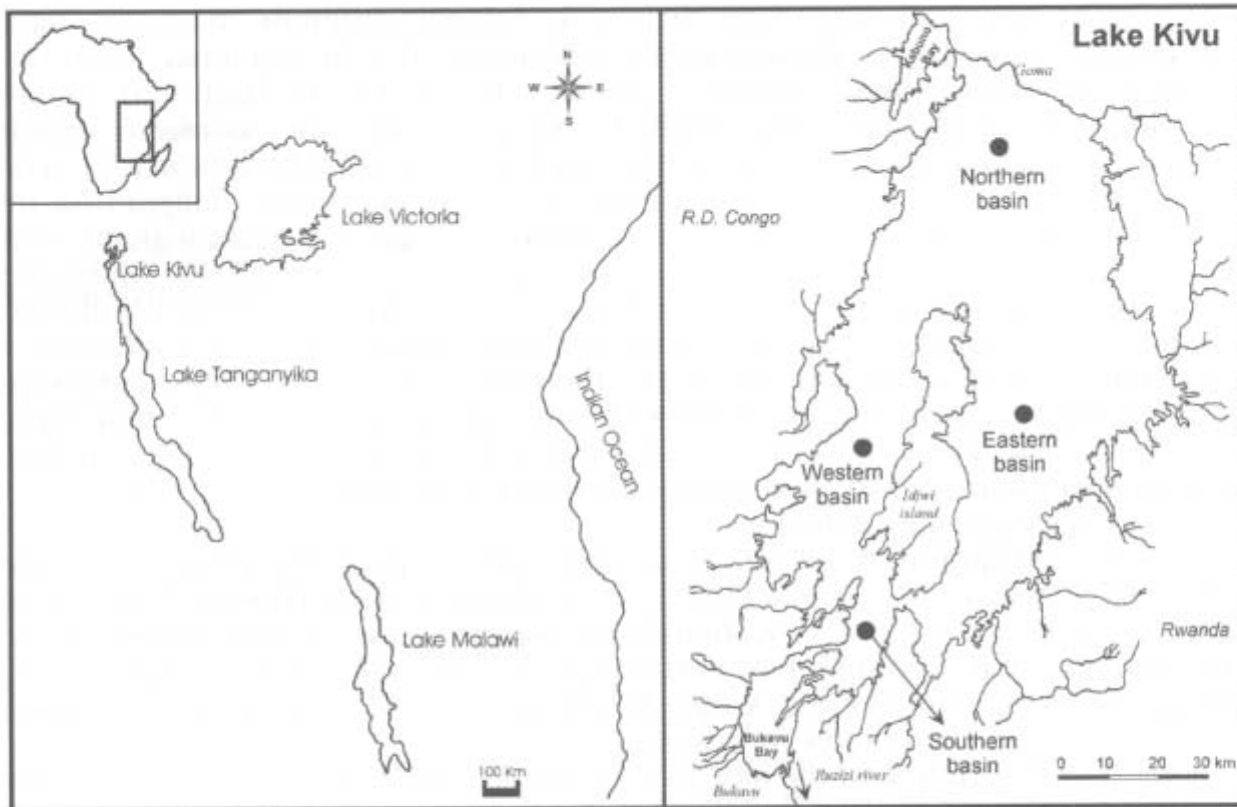 N
W E
S
Lake Victoria
Lake Kivu
Lake Tanganyika
Indian Ocean
Lake Malawi
100 Km
Lake Kivu
Bay
Goma
Northern
basin
R.D. Congo
Eastern
basin
Western
basin
Idjwi
island
Rwanda
Southern
basin
Bukavu
Bay
Ruzizi river
Bukavu
0 10 20 30 km